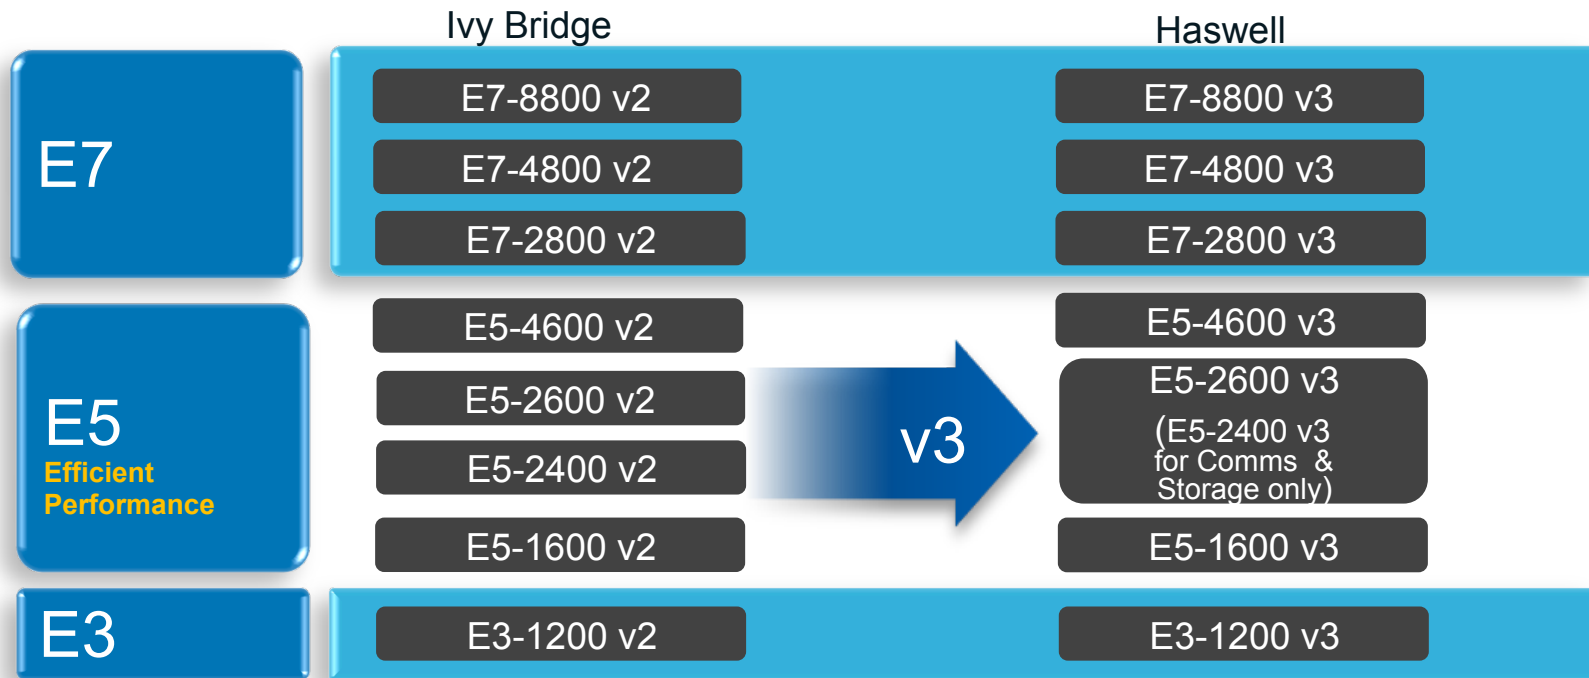 Ivy Bridge
Haswell
E7
E7-8800 v2
E7-8800 v3
E7-4800 v2
E7-4800 v3
E7-2800 v2
E7-2800 v3
E5
Efficient
Performance
E5-4600 v2
E5-2600 v2
E5-2400 v2
E5-1600 v2
v3
E5-4600 v3
E5-2600 v3
(E5-2400 v3
for Comms &
Storage only)
E5-1600 v3
E3
E3-1200 v2
E3-1200 v3